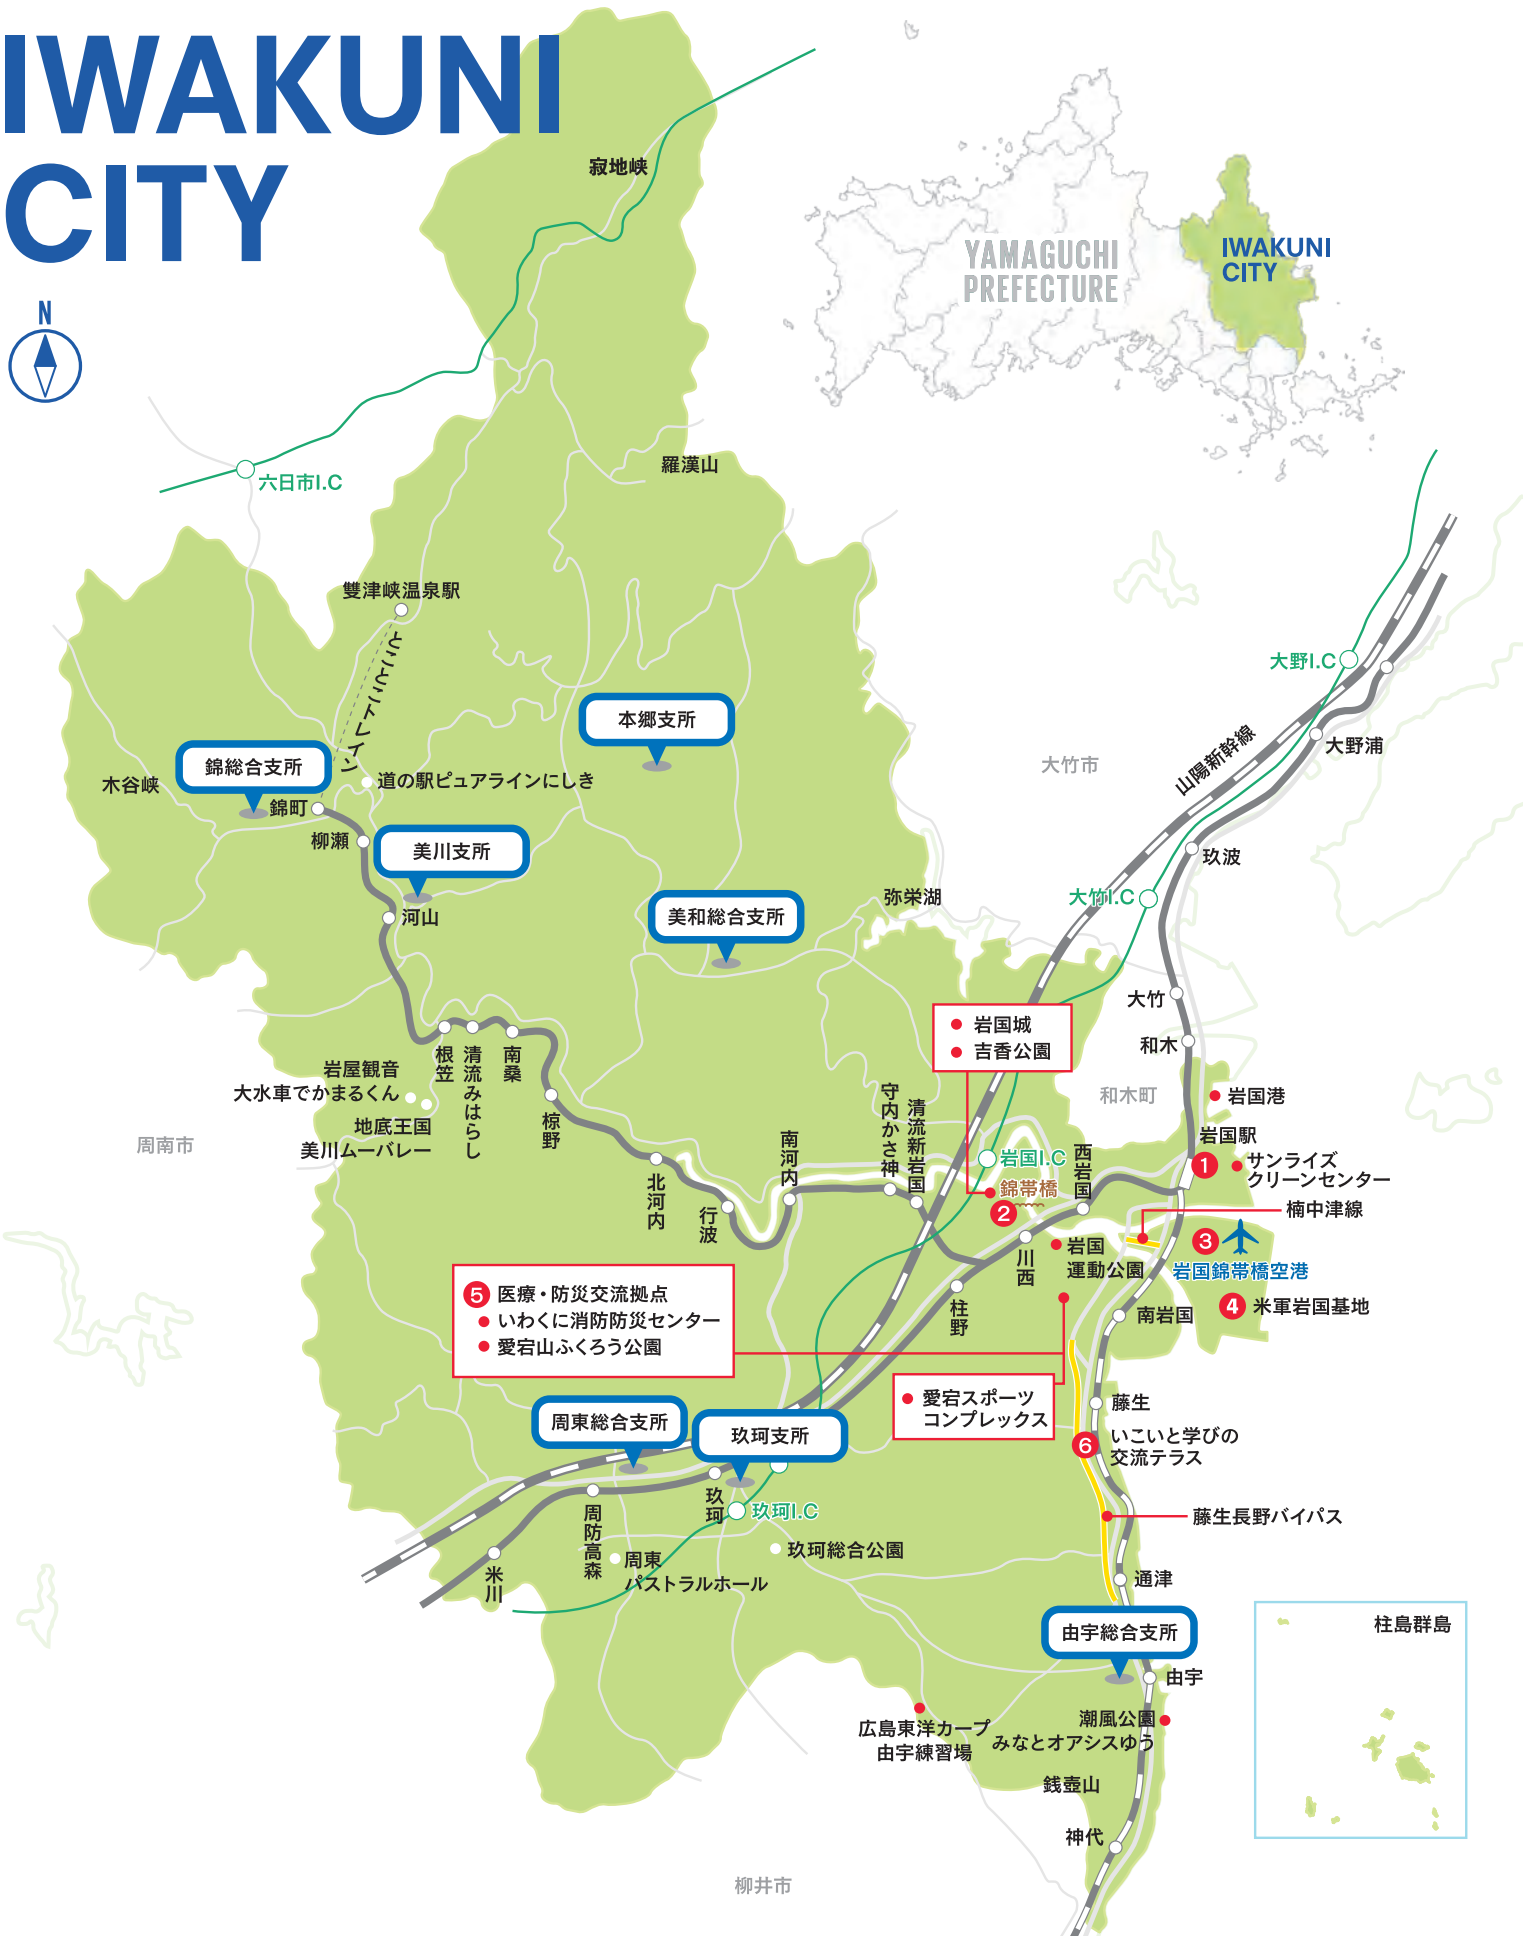 IWAKUNI
CITY
N
YAMAGUCHI
PREFECTURE
IWAKUNI
CITY
寂地峡
羅漢山
六日市I.C
雙津峡温泉駅
とことこトレイン
本郷支所
錦総合支所
木谷峡
錦町
道の駅ピュアラインにしき
柳瀬
美川支所
河山
美和総合支所
弥栄湖
大野I.C
大野浦
大竹市
山陽新幹線
玖波
大竹I.C
大竹
和木
和木町
岩国城
吉香公園
根笠
清流みはらし
南桑
椋野
岩屋観音
大水車でかまるくん
地底王国
美川ムーバレー
周南市
北河内
行波
南河内
守内かさ神
清流新岩国
岩国I.C
錦帯橋
2
西岩国
川西
柱野
岩国港
岩国駅
1
サンライズ
クリーンセンター
楠中津線
3
岩国錦帯橋空港
4 米軍岩国基地
岩国
運動公園
南岩国
5 医療・防災交流拠点
いわくに消防防災センター
愛宕山ふくろう公園
愛宕スポーツ
コンプレックス
藤生
6 いこいと学びの
交流テラス
藤生長野バイパス
周東総合支所
玖珂支所
玖珂
玖珂I.C
周防高森
米川
周東
パストラルホール
玖珂総合公園
通津
由宇総合支所
由宇
潮風公園
みなとオアシスゆう
広島東洋カープ
由宇練習場
銭壺山
神代
柳井市
柱島群島